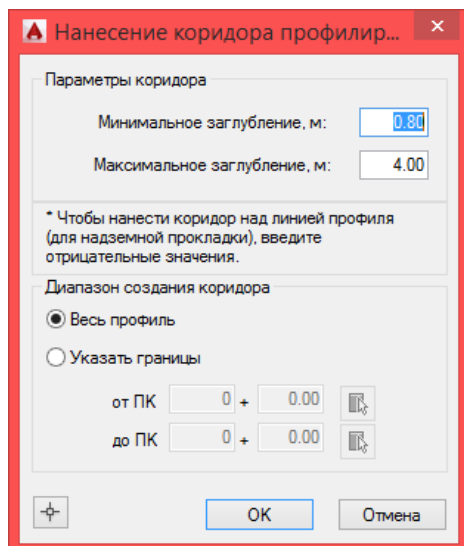 Нанесение коридора профилир...
Параметры коридора
Минимальное заглубление, м: 0.80
Максимальное заглубление, м: 4.00
* Чтобы нанести коридор над линией профиля
(для надземной прокладки), введите
отрицательные значения.
Диапазон создания коридора
Весь профиль
Указать границы
от ПК 0 + 0.00
до ПК 0 + 0.00
OK Отмена